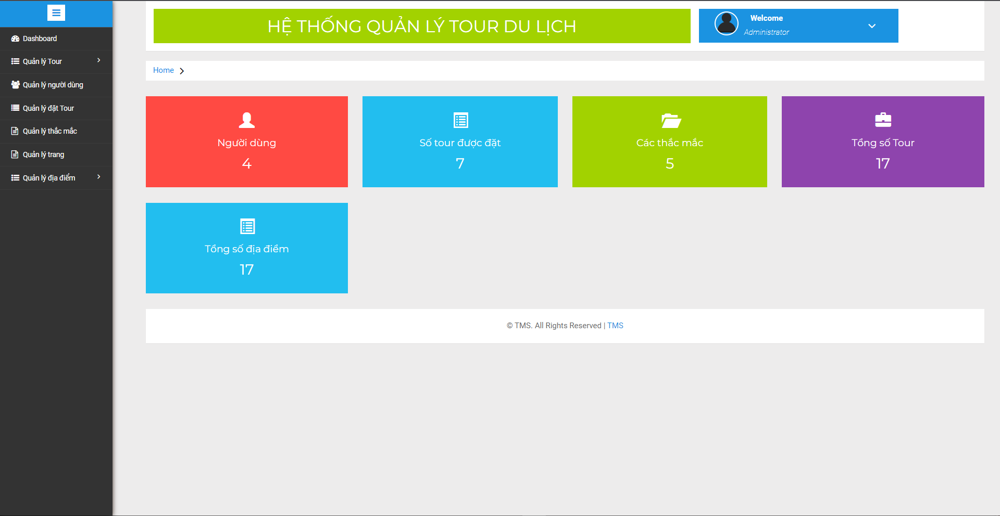 Dashboard
Quản lý Tour
Quản lý người dùng
Quản lý đặt Tour
Quản lý thắc mắc
Quản lý trang
Quản lý địa điểm
HỆ THỐNG QUẢN LÝ TOUR DU LỊCH
Welcome
Administrator
Home
Người dùng
4
Số tour được đặt
7
Các thắc mắc
5
Tổng số Tour
17
Tổng số địa điểm
17
© TMS. All Rights Reserved | TMS